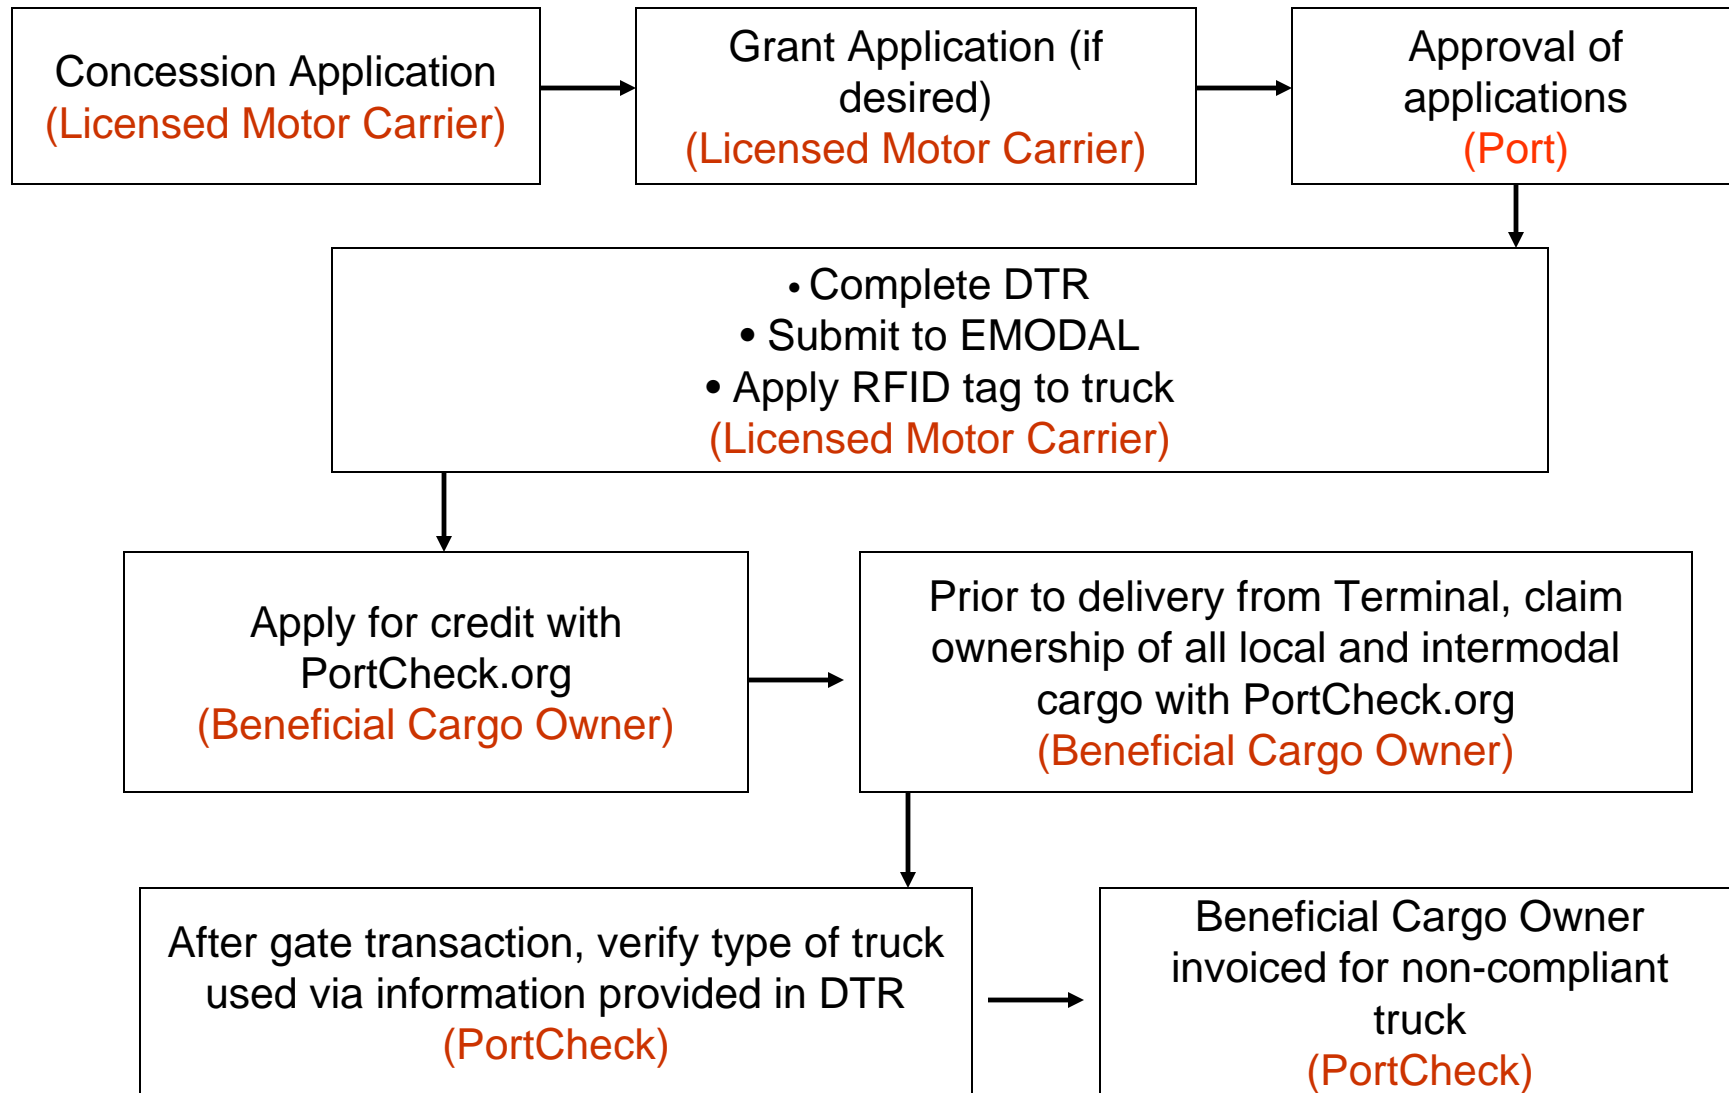 Concession Application
(Licensed Motor Carrier)
Grant Application (if
desired)
(Licensed Motor Carrier)
Approval of
applications
(Port)
• Complete DTR
• Submit to EMODAL
• Apply RFID tag to truck
(Licensed Motor Carrier)
Apply for credit with
PortCheck.org
(Beneficial Cargo Owner)
Prior to delivery from Terminal, claim
ownership of all local and intermodal
cargo with PortCheck.org
(Beneficial Cargo Owner)
After gate transaction, verify type of truck
used via information provided in DTR
(PortCheck)
Beneficial Cargo Owner
invoiced for non-compliant
truck
(PortCheck)